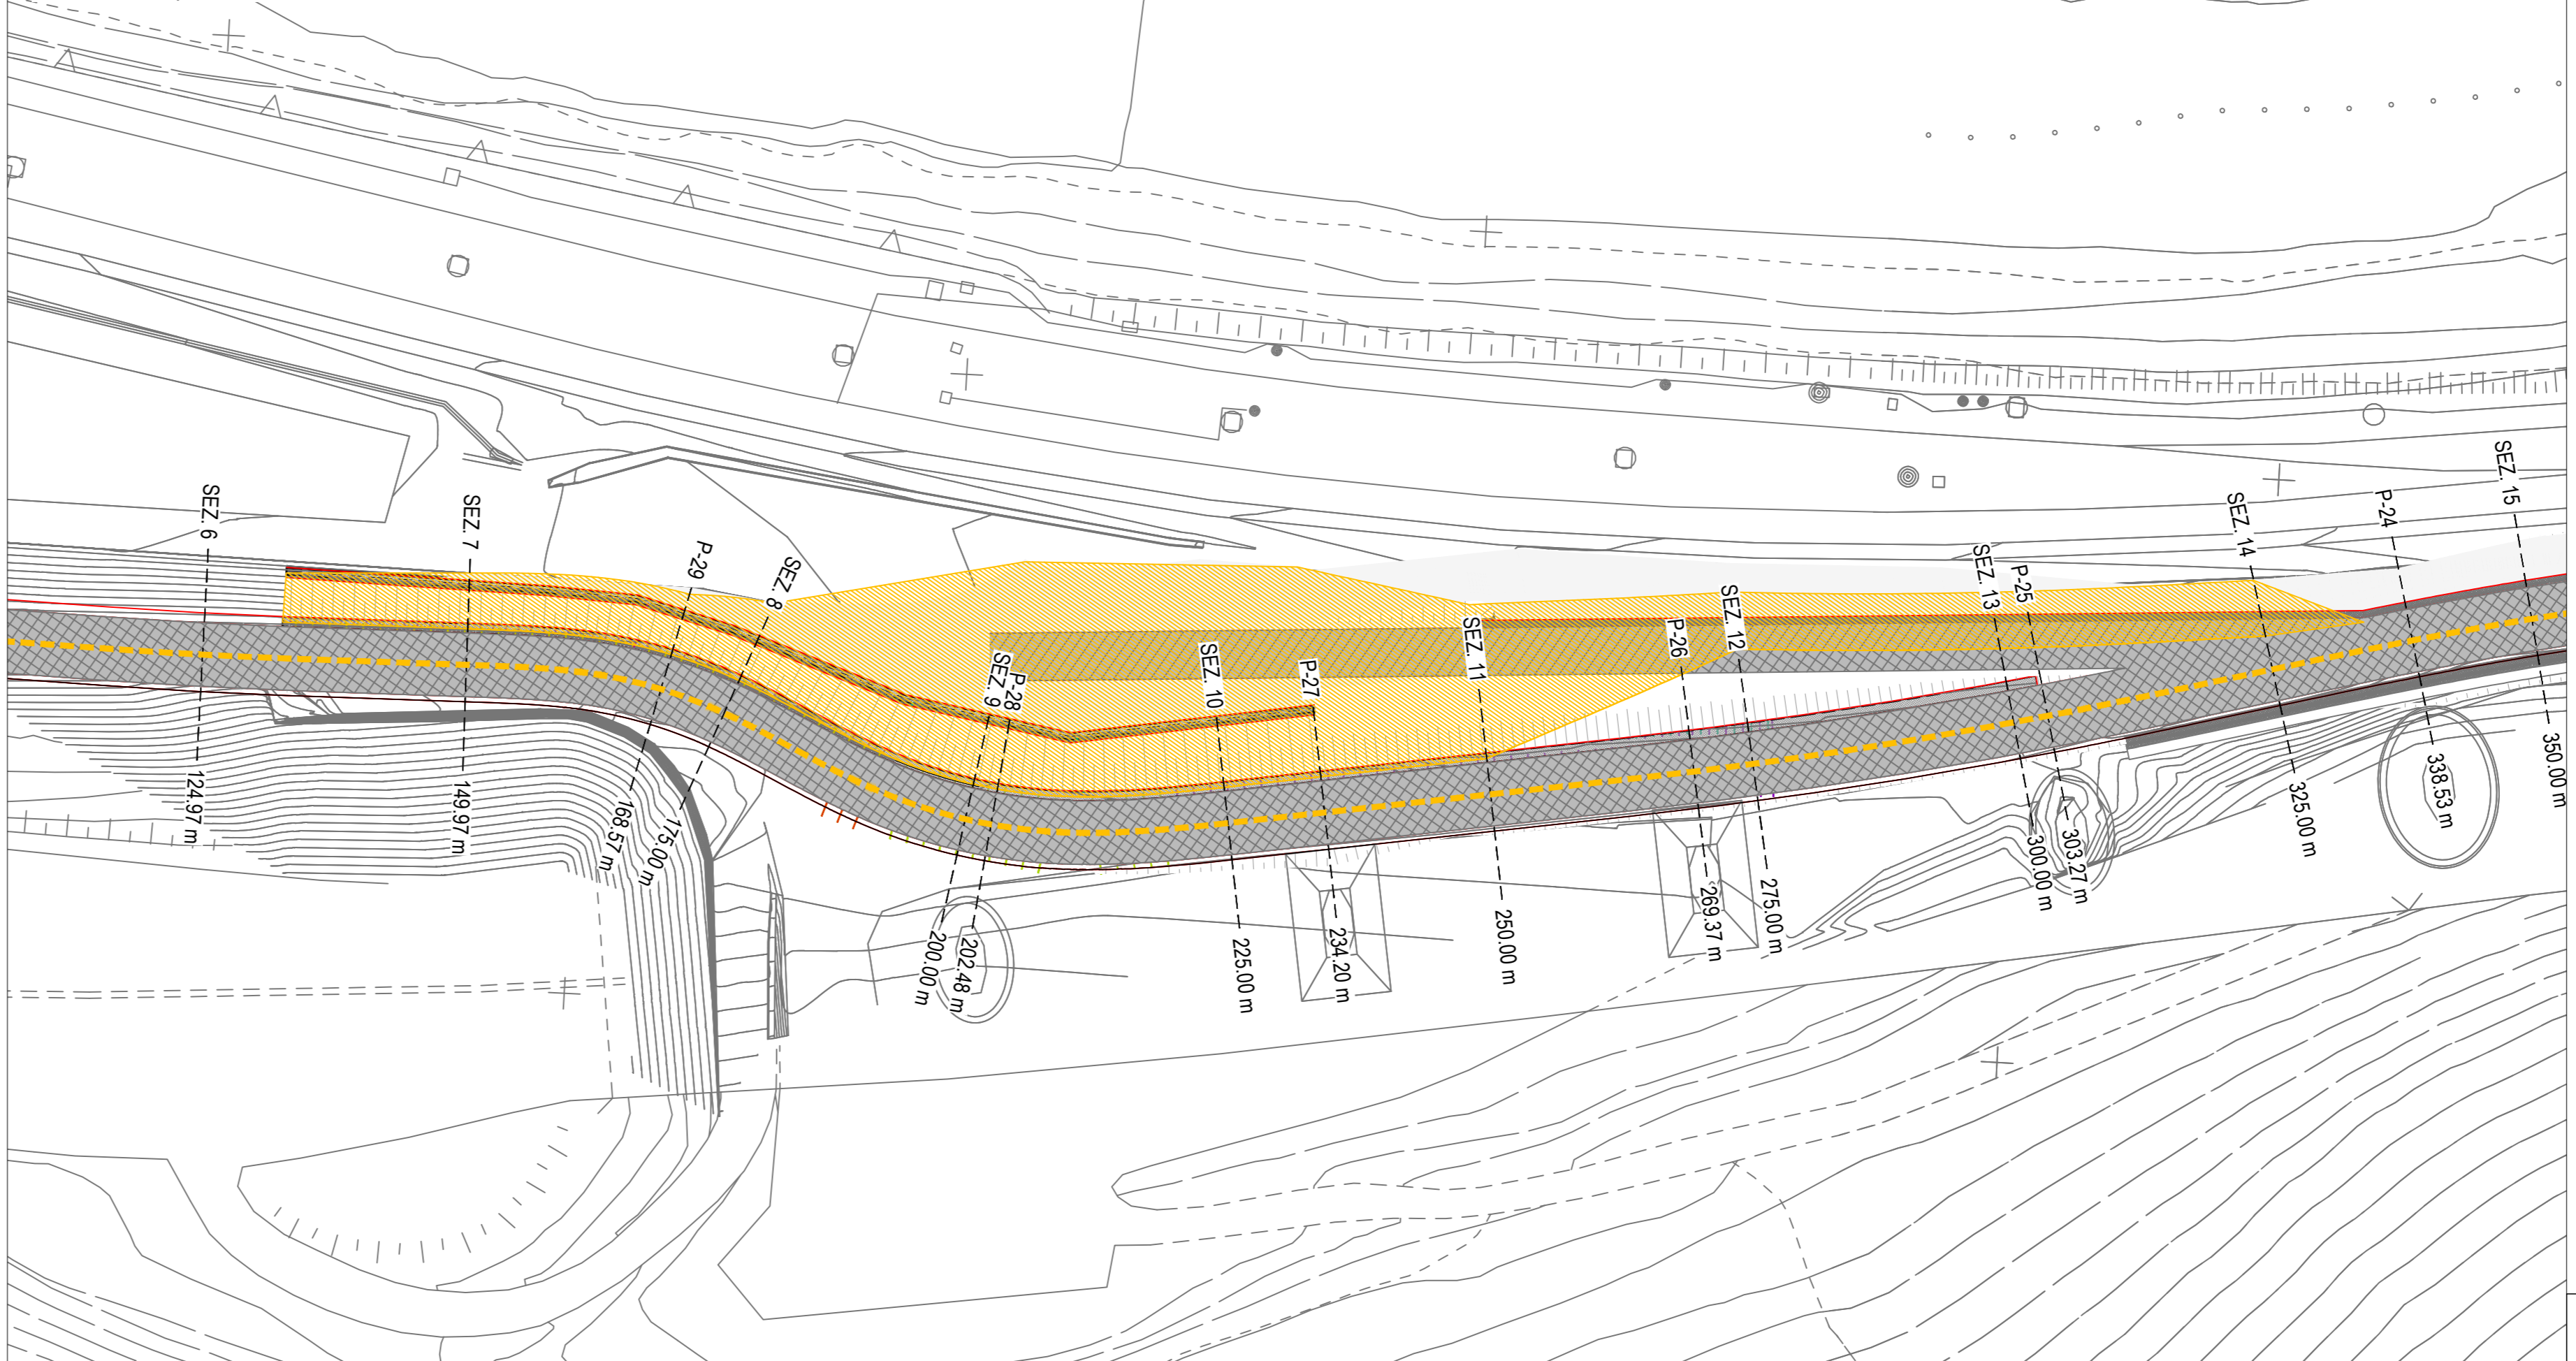 SEZ. 6
124.97 m
SEZ. 7
149.97 m
P-29
168.57 m
SEZ. 8
175.00 m
SEZ. 9
200.00 m
P-28
202.48 m
SEZ. 10
225.00 m
P-27
234.20 m
SEZ. 11
250.00 m
P-26
269.37 m
SEZ. 12
275.00 m
SEZ. 13
300.00 m
P-25
303.27 m
SEZ. 14
325.00 m
P-24
338.53 m
SEZ. 15
350.00 m